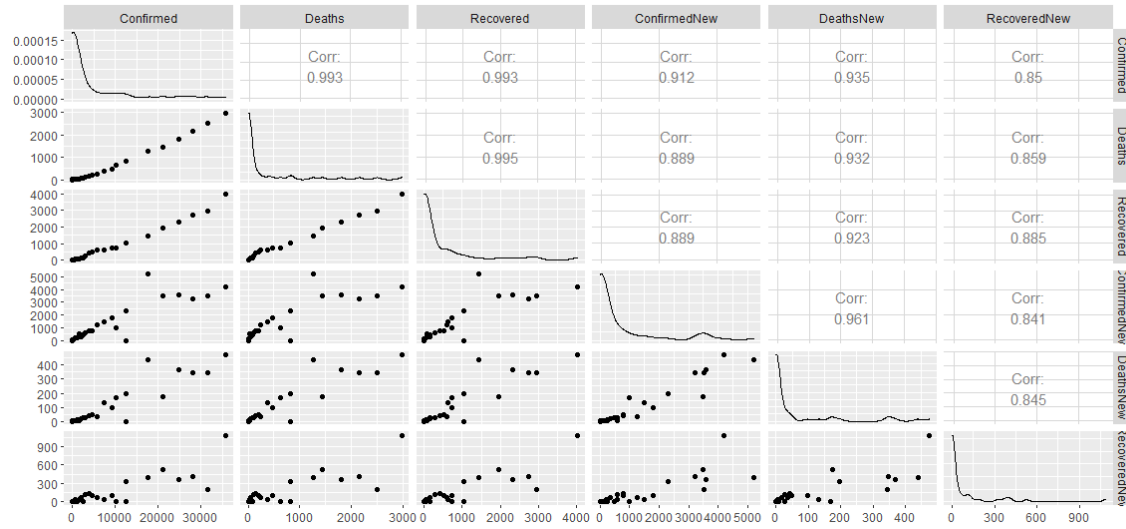 Confirmed Deaths Recovered ConfirmedNew DeathsNew RecoveredNew
0.00015
0.00010
0.00005
0.00000
Corr:
0.993
Corr:
0.993
Corr:
0.912
Corr:
0.935
Corr:
0.85
Confirmed
3000
2000
1000
0
Corr:
0.995
Corr:
0.889
Corr:
0.932
Corr:
0.859
Deaths
4000
3000
2000
1000
0
Corr:
0.889
Corr:
0.923
Corr:
0.885
Recovered
5000
4000
3000
2000
1000
0
Corr:
0.961
Corr:
0.841
ConfirmedNew
400
300
200
100
0
Corr:
0.845
DeathsNew
900
600
300
0
RecoveredNew
0 10000 20000 30000 0 1000 2000 3000 0 1000 2000 3000 4000 0 1000 2000 3000 4000 5000 0 100 200 300 400 0 300 600 900